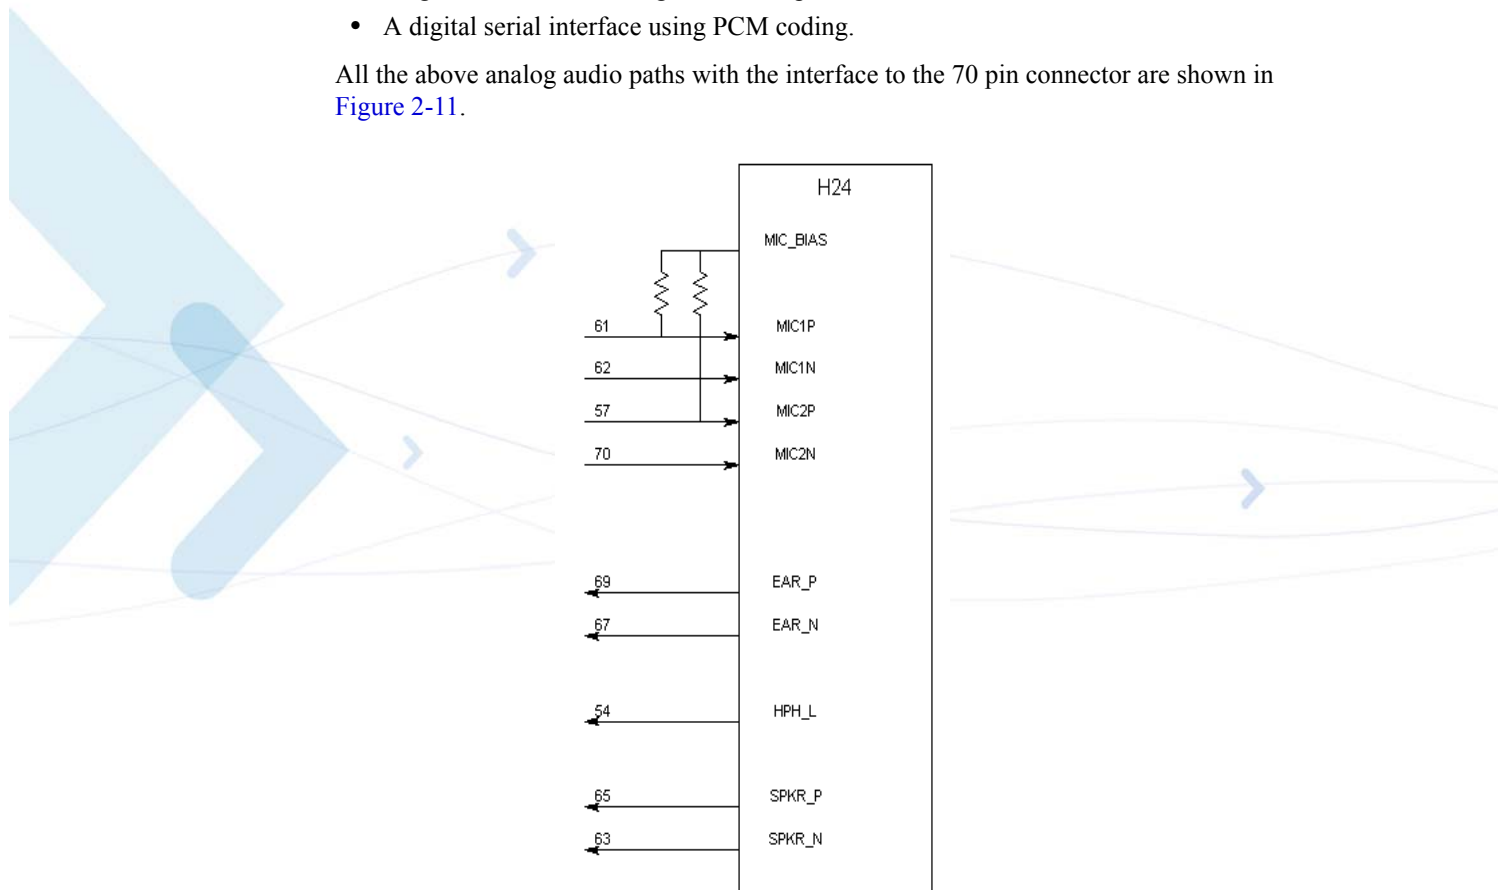 • A digital serial interface using PCM coding.
All the above analog audio paths with the interface to the 70 pin connector are shown in
Figure 2-11.
H24
MIC_BIAS
61 MIC1P
62 MIC1N
57 MIC2P
70 MIC2N
69 EAR_P
67 EAR_N
54 HPH_L
65 SPKR_P
63 SPKR_N